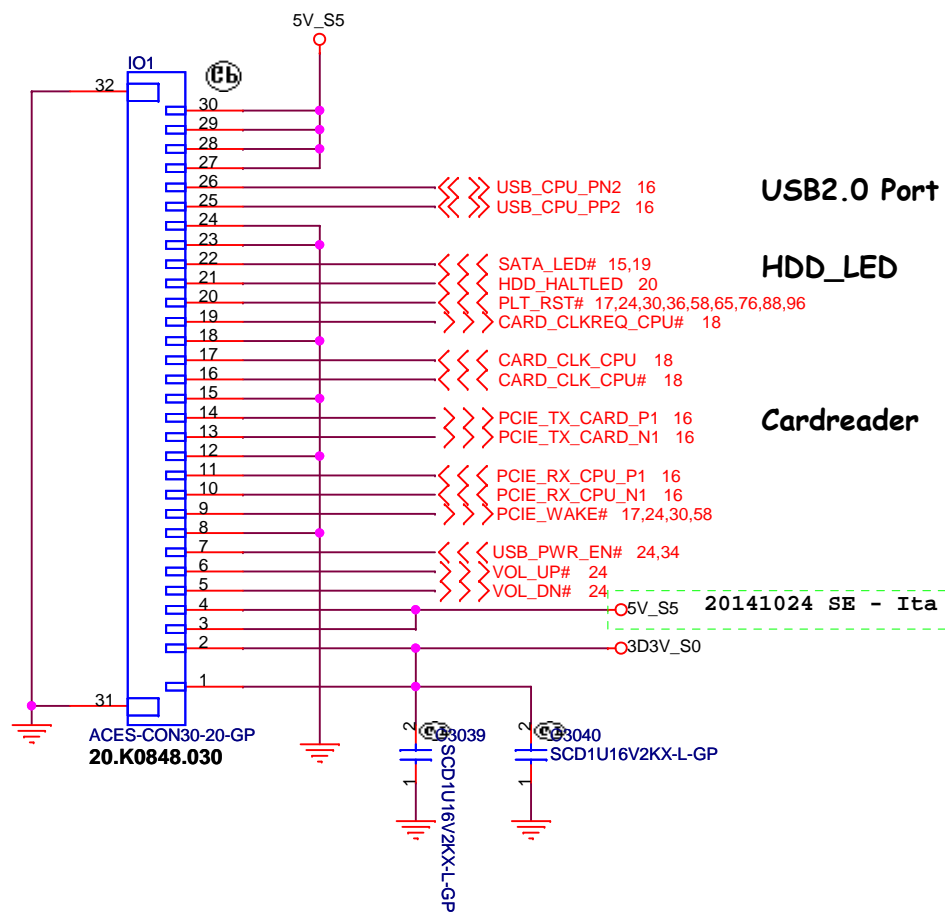 5V_S5
IO1
32
30
29
28
27
26 USB_CPU_PN2 16 USB2.0 Port
25 USB_CPU_PP2 16
24
23
22 SATA_LED# 15,19 HDD_LED
21 HDD_HALTLED 20
20 PLT_RST# 17,24,30,36,58,65,76,88,96
19 CARD_CLKREQ_CPU# 18
18
17 CARD_CLK_CPU 18
16 CARD_CLK_CPU# 18
15
14 PCIE_TX_CARD_P1 16 Cardreader
13 PCIE_TX_CARD_N1 16
12
11 PCIE_RX_CPU_P1 16
10 PCIE_RX_CPU_N1 16
9 PCIE_WAKE# 17,24,30,58
8
7 USB_PWR_EN# 24,34
6 VOL_UP# 24
5 VOL_DN# 24
4 5V_S5 20141024 SE - Ita
3
2 3D3V_S0
1
31
ACES-CON30-20-GP
20.K0848.030
2 C3039
SCD1U16V2KX-L-GP
1
2 C3040
SCD1U16V2KX-L-GP
1